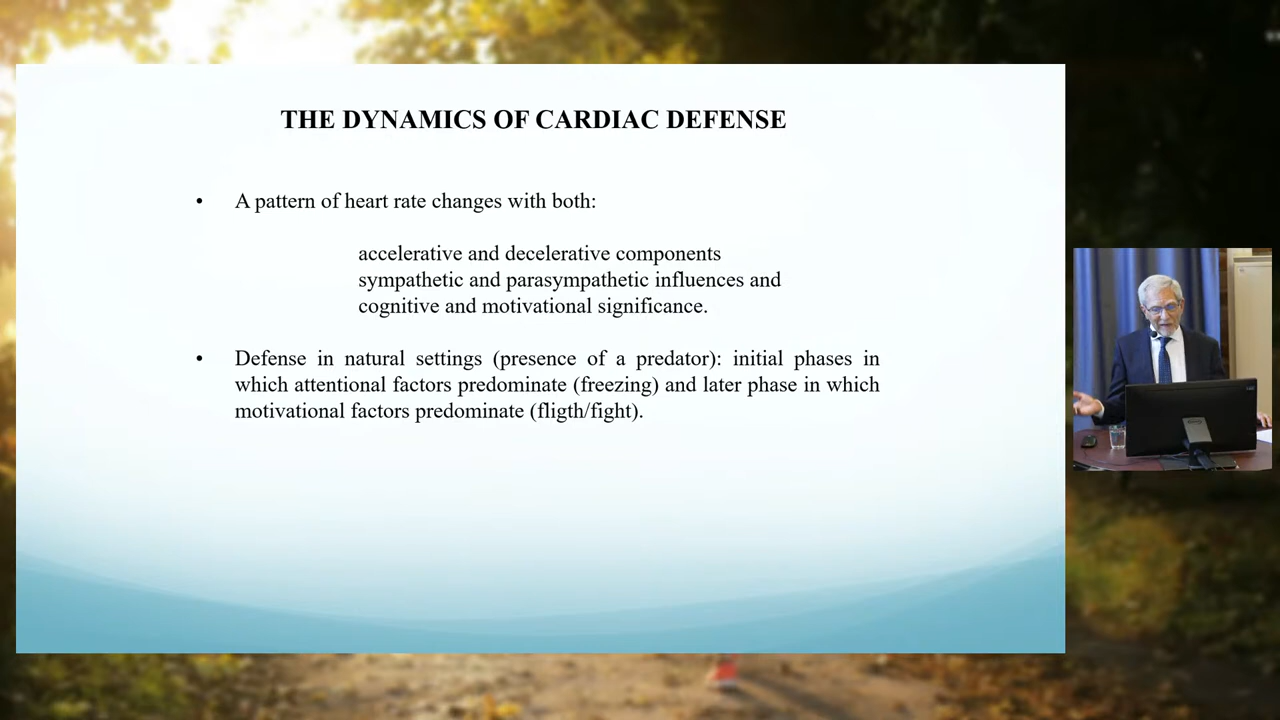 THE DYNAMICS OF CARDIAC DEFENSE
• A pattern of heart rate changes with both:
accelerative and decelerative components
sympathetic and parasympathetic influences and
cognitive and motivational significance.
• Defense in natural settings (presence of a predator): initial phases in
which attentional factors predominate (freezing) and later phase in which
motivational factors predominate (fligth/fight).